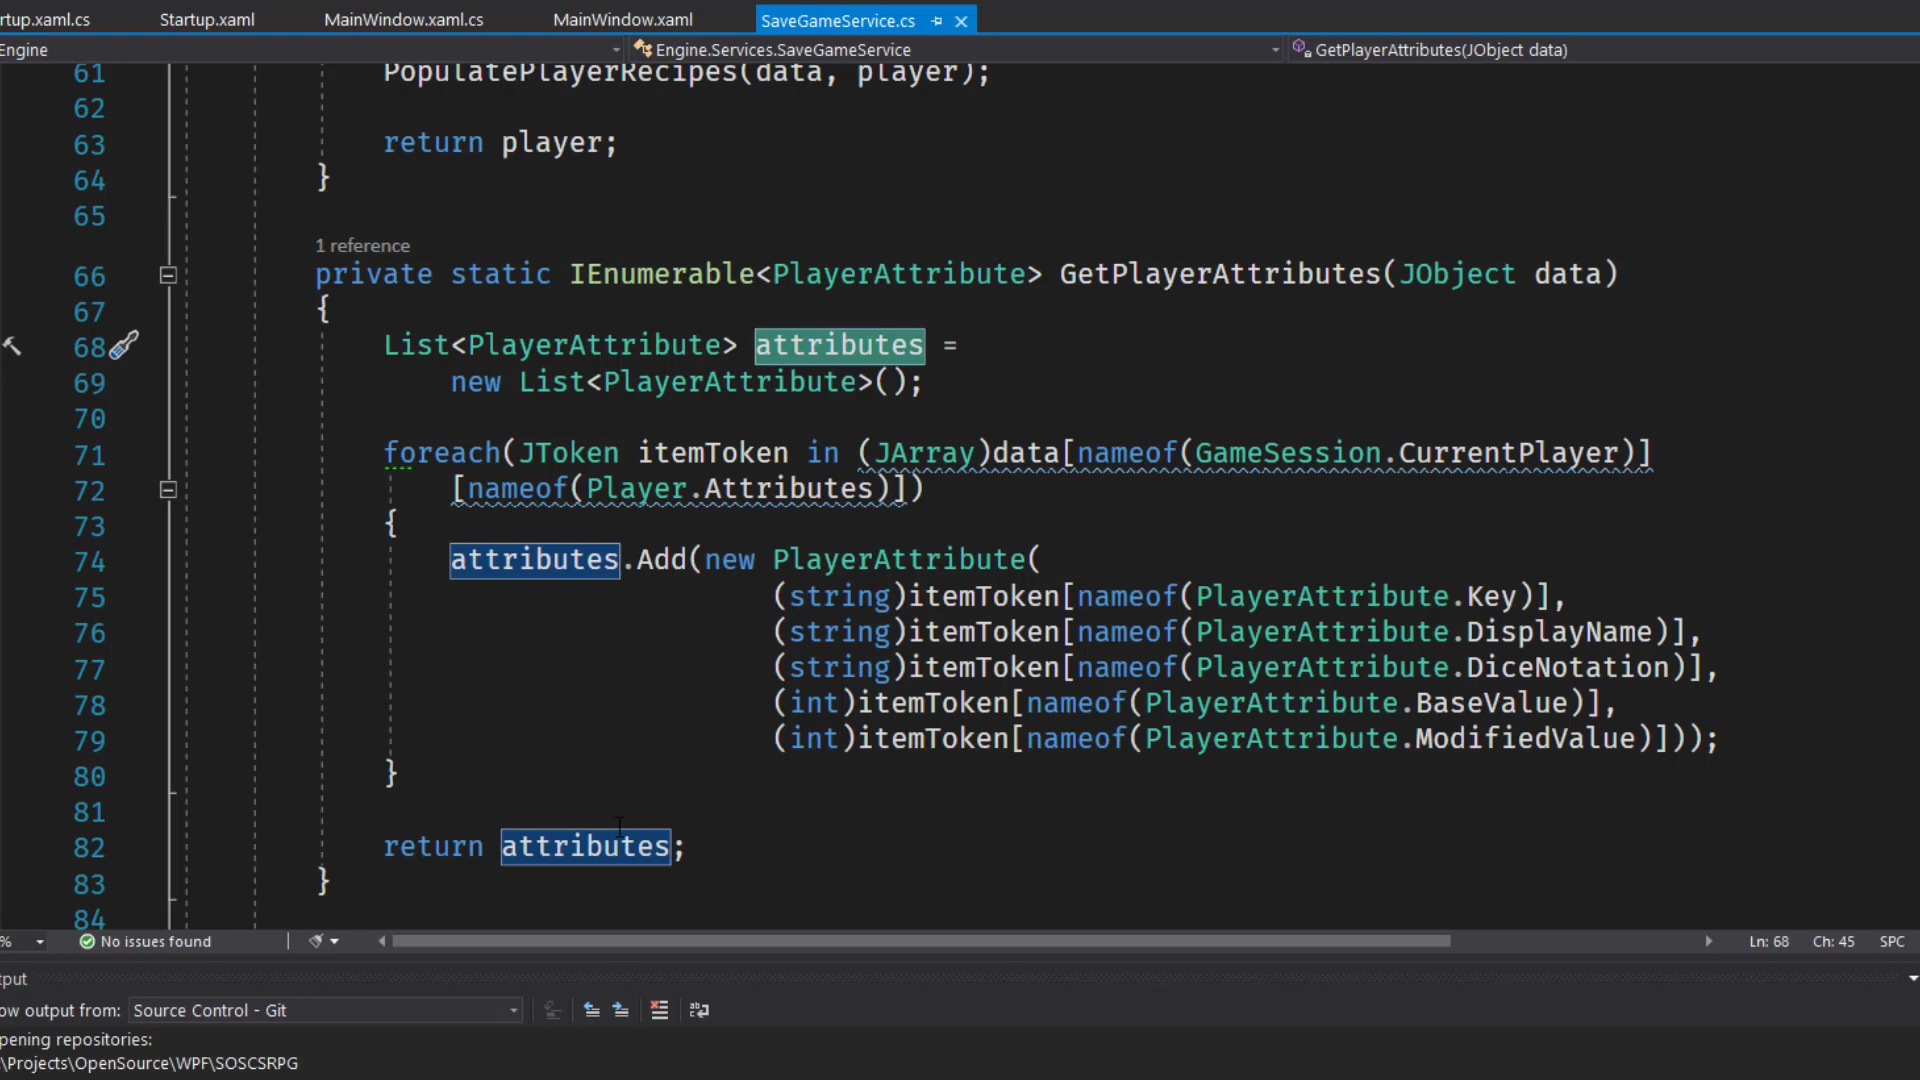 rtup.xaml.cs Startup.xaml MainWindow.xaml.cs MainWindow.xaml SaveGameService.cs
Engine Engine.Services.SaveGameService GetPlayerAttributes(JObject data)
61 PopulatePlayerRecipes(data, player);
62
63 return player;
64 }
65
1 reference
66 private static IEnumerable<PlayerAttribute> GetPlayerAttributes(JObject data)
67 {
68 List<PlayerAttribute> attributes =
69 new List<PlayerAttribute>();
70
71 foreach(JToken itemToken in (JArray)data[nameof(GameSession.CurrentPlayer)]
72 [nameof(Player.Attributes)])
73 {
74 attributes.Add(new PlayerAttribute(
75 (string)itemToken[nameof(PlayerAttribute.Key)],
76 (string)itemToken[nameof(PlayerAttribute.DisplayName)],
77 (string)itemToken[nameof(PlayerAttribute.DiceNotation)],
78 (int)itemToken[nameof(PlayerAttribute.BaseValue)],
79 (int)itemToken[nameof(PlayerAttribute.ModifiedValue)]));
80 }
81
82 return attributes;
83 }
84
% No issues found Ln: 68 Ch: 45 SPC
tput
ow output from: Source Control - Git
pening repositories:
:\Projects\OpenSource\WPF\SOSCSRPG